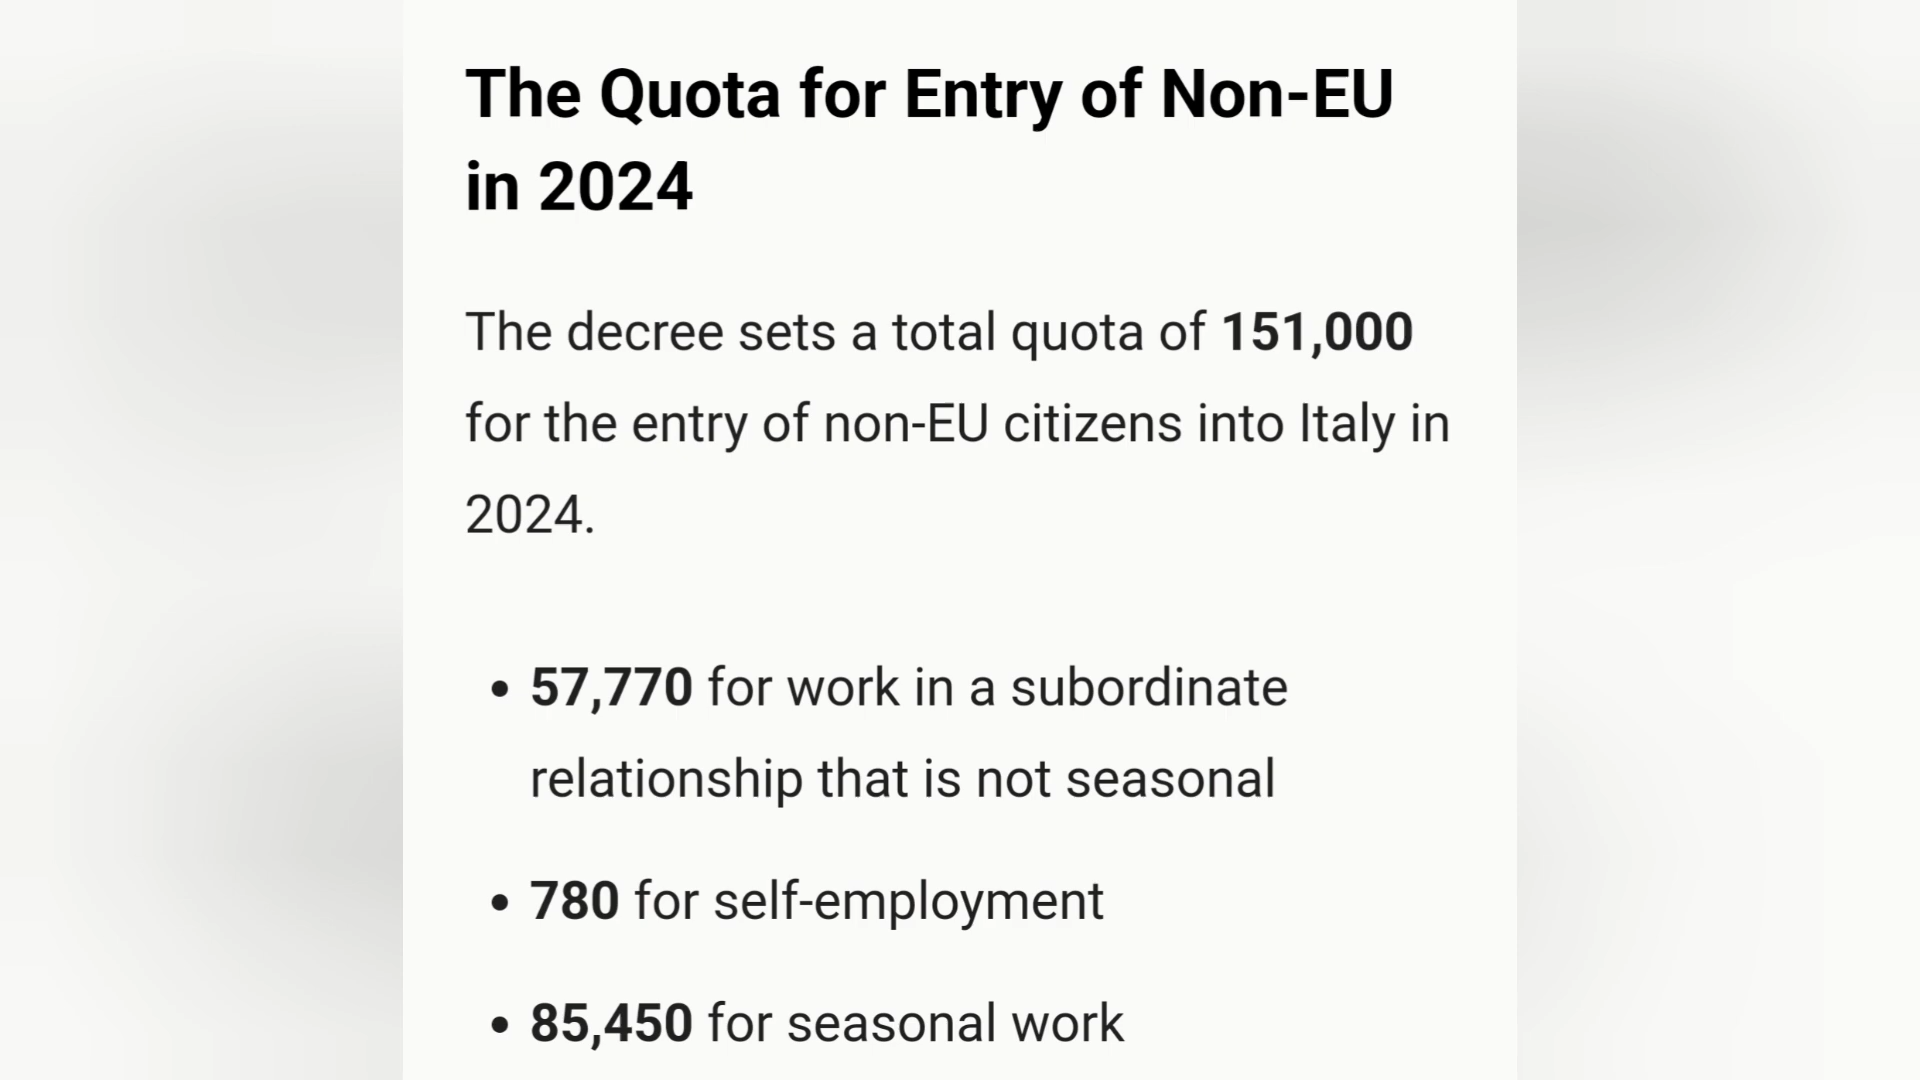 The Quota for Entry of Non-EU
in 2024
The decree sets a total quota of 151,000
for the entry of non-EU citizens into Italy in
2024.
• 57,770 for work in a subordinate
relationship that is not seasonal
• 780 for self-employment
• 85,450 for seasonal work